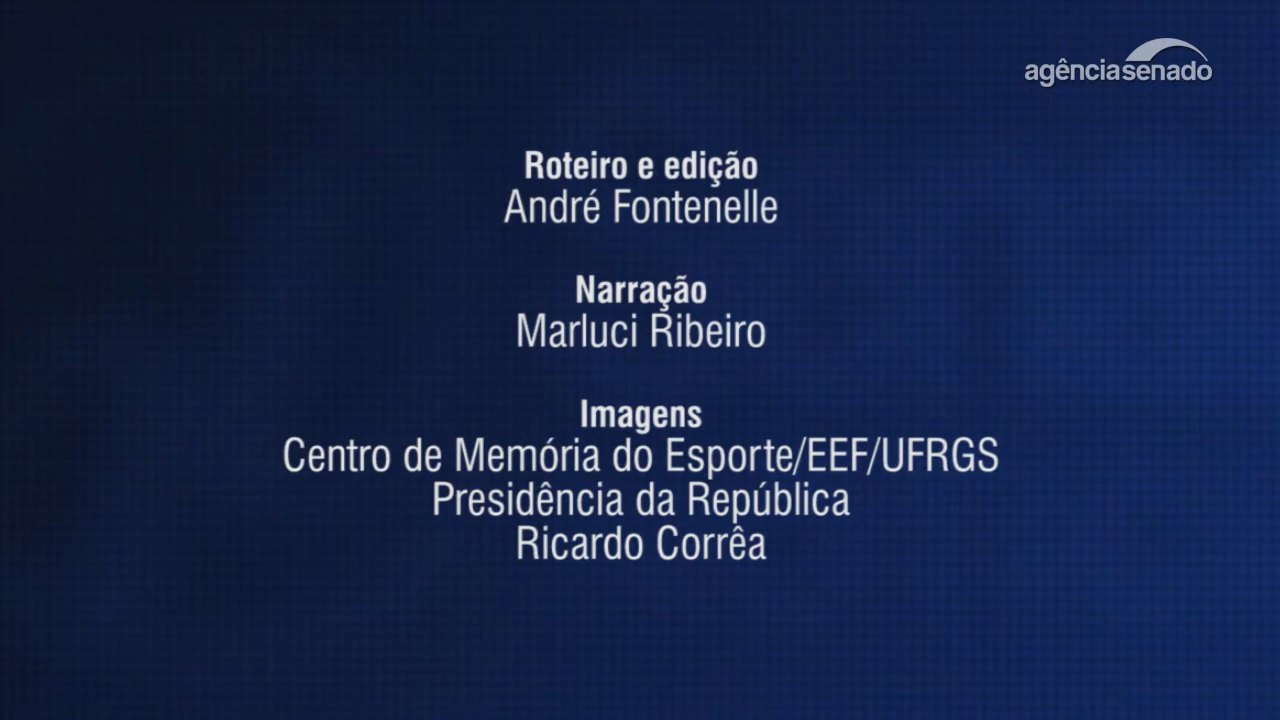 agênciasenado
Roteiro e edição
André Fontenelle
Narração
Marluci Ribeiro
Imagens
Centro de Memória do Esporte/EEF/UFRGS
Presidência da República
Ricardo Corrêa